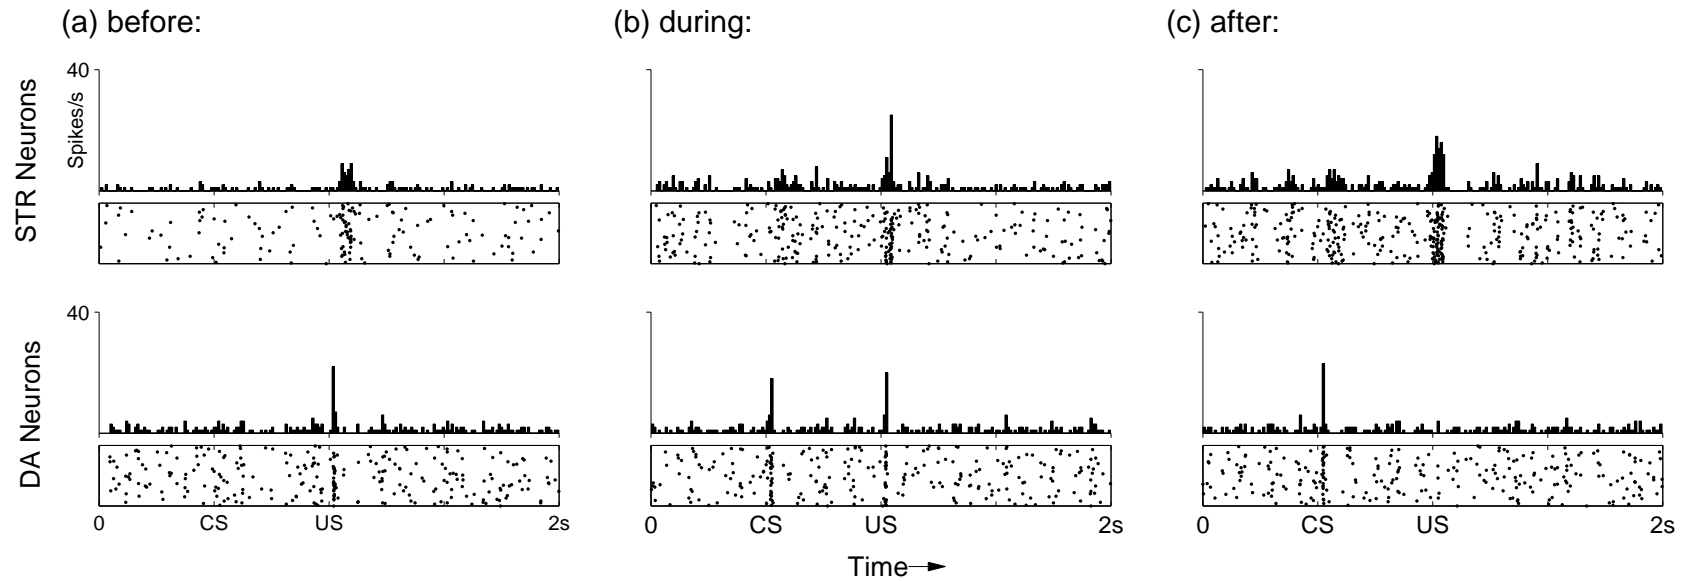 (a) before: (b) during: (c) after:
STR Neurons
Spikes/s
40
DA Neurons
40
0 CS US 2s 0 CS US 2s 0 CS US 2s
Time